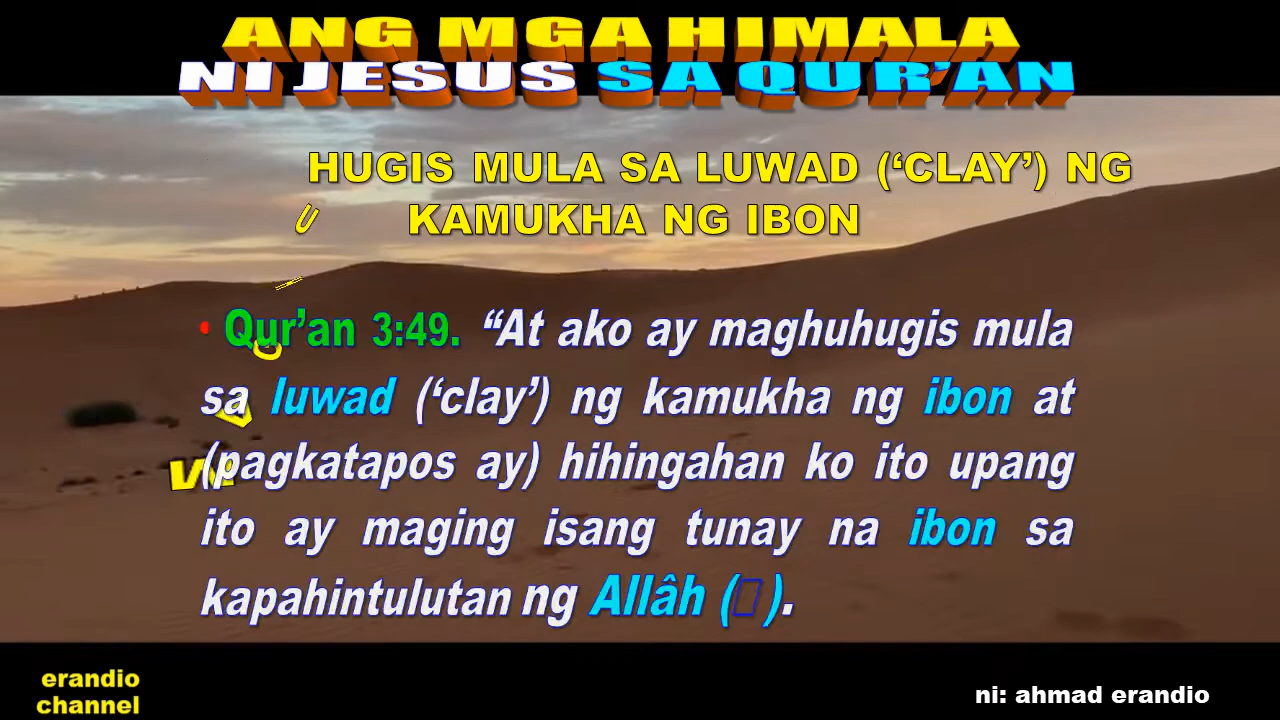 ANG MGA HIMALA
NI JESUS SA QUR'AN
HUGIS MULA SA LUWAD (‘CLAY’) NG
KAMUKHA NG IBON
• Qur’an 3:49. “At ako ay maghuhugis mula
sa luwad (‘clay’) ng kamukha ng ibon at
(pagkatapos ay) hihingahan ko ito upang
ito ay maging isang tunay na ibon sa
kapahintulutan ng Allâh ( ).
erandio
channel
ni: ahmad erandio